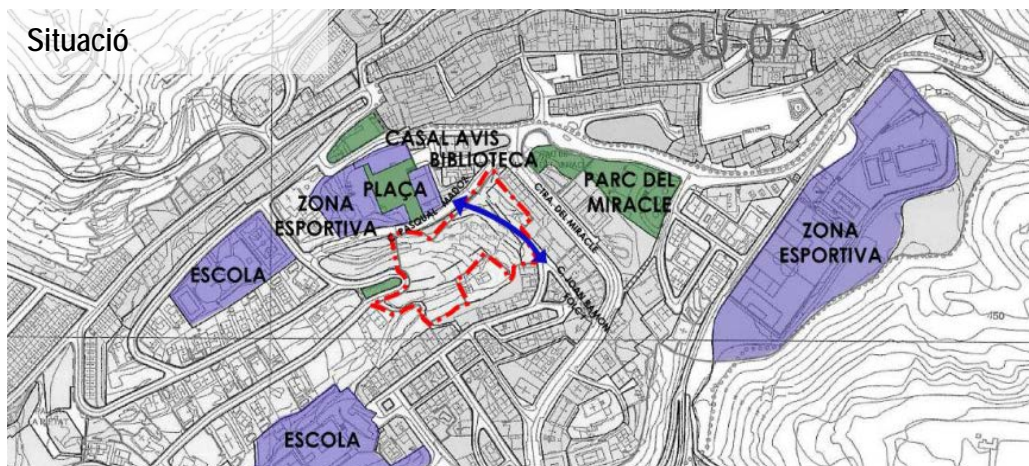 Situació
SU-07
CASAL AVIS
BIBLIOTECA
PLAÇA
ZONA
ESPORTIVA
PARC DEL
MIRACLE
ZONA
ESPORTIVA
ESCOLA
CTRA. DEL MIRACLE
C. JOAN RAMON
450
ESCOLA